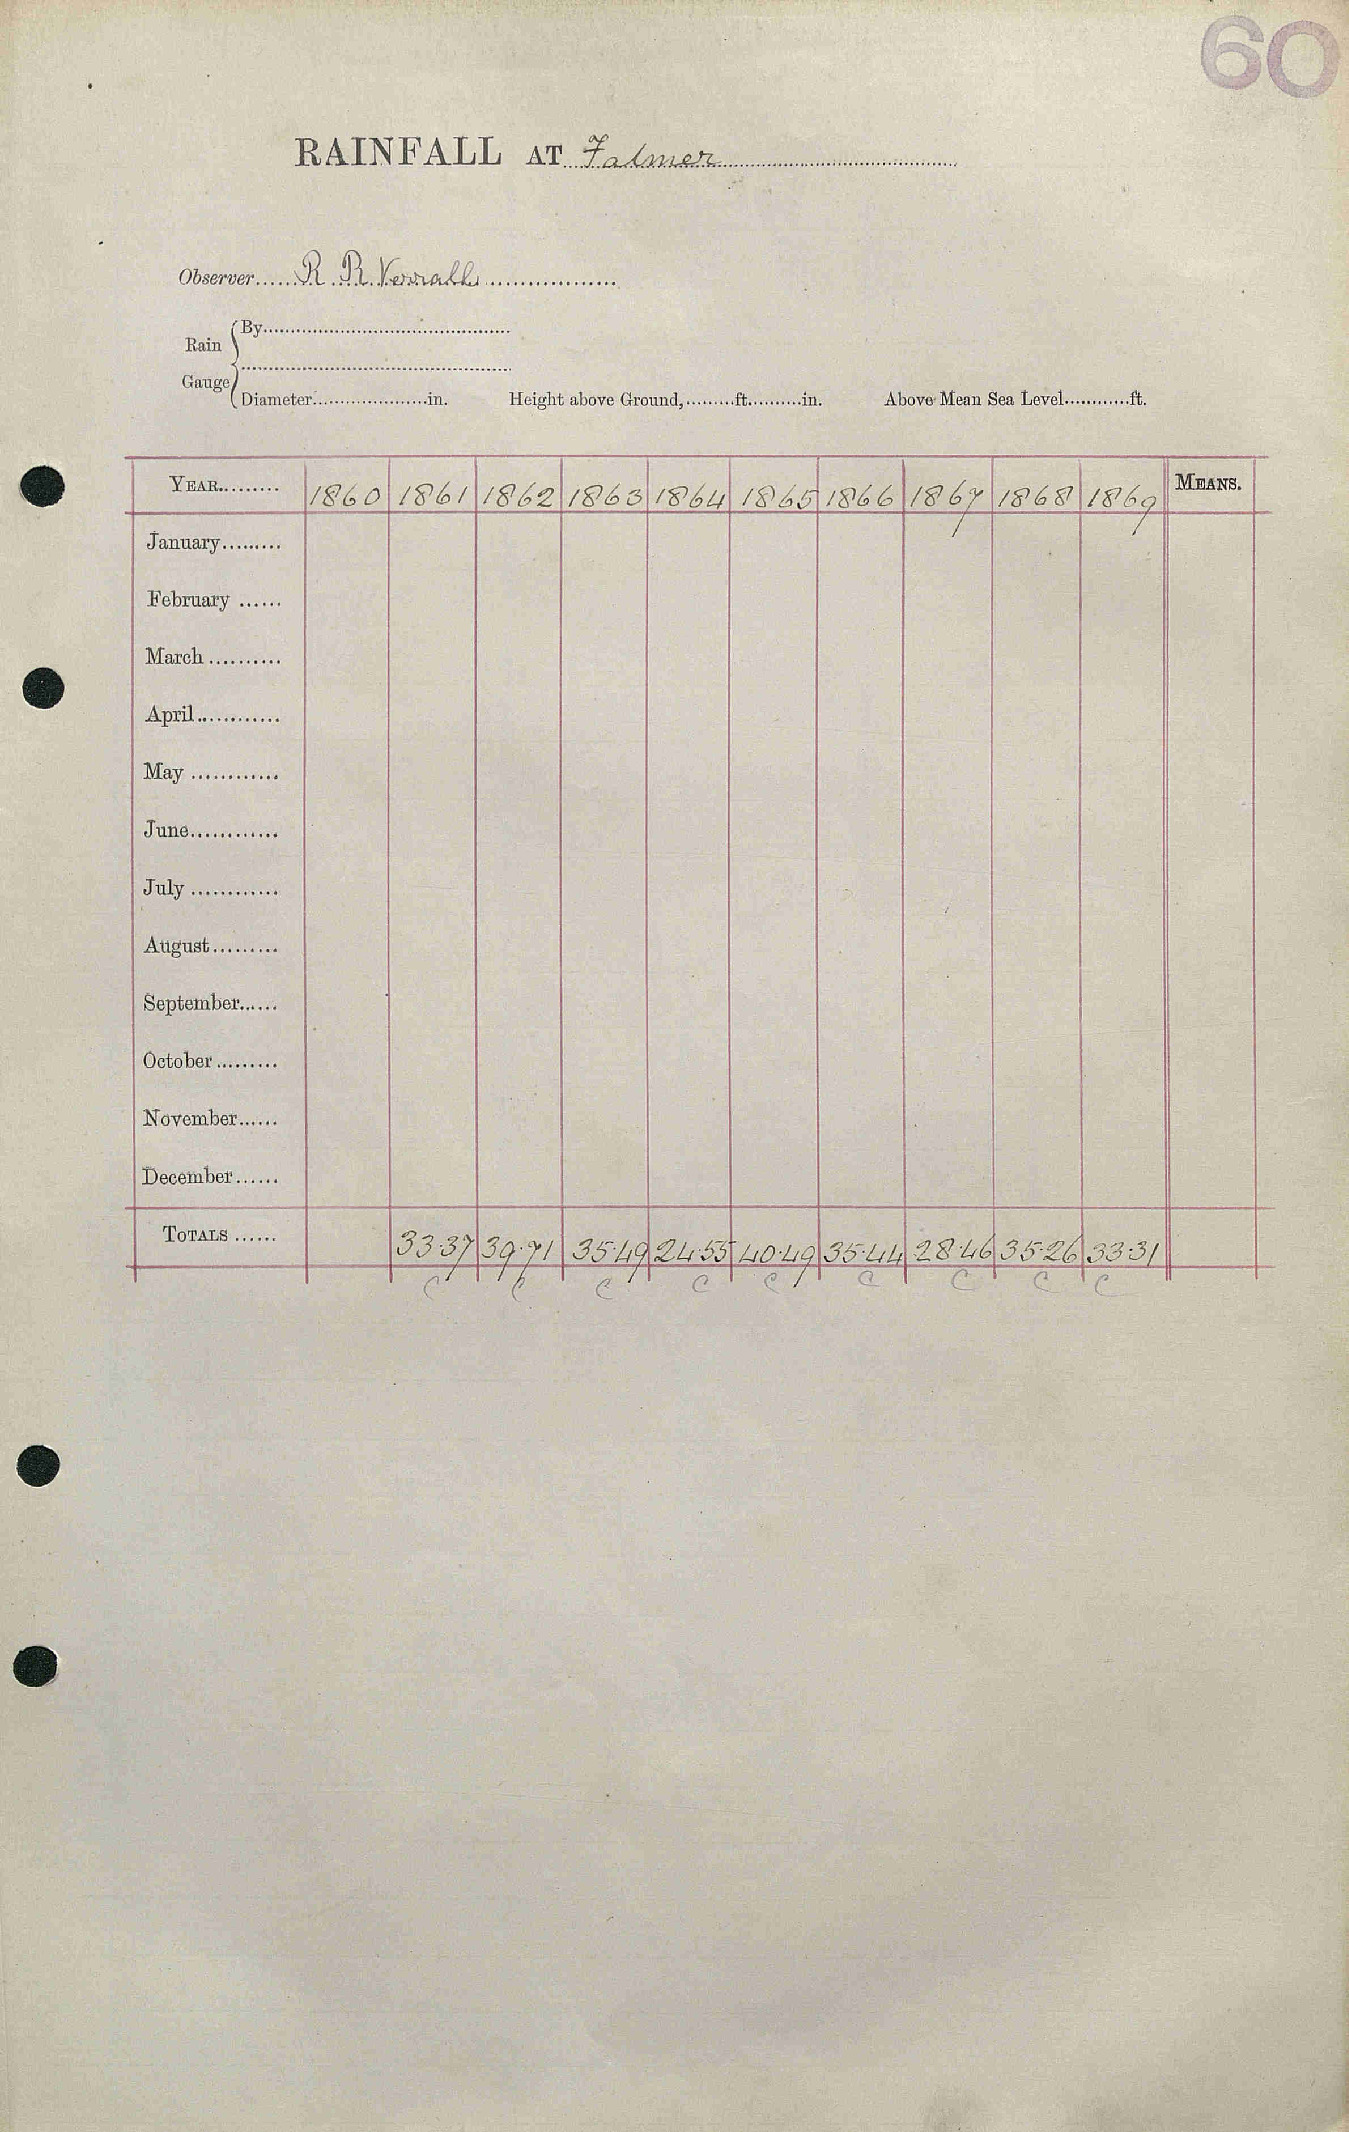 60
RAINFALL AT Falmer
Observer...... R R Verrall
Rain Gauge
By
Diameter....................in. Height above Ground,.........ft..........in. Above Mean Sea Level............ft.
YEAR......... 1860 1861 1862 1863 1864 1865 1866 1867 1868 1869 MEANS.
January.........
February ......
March ..........
April............
May ............
June............
July ............
August.........
September......
October .........
November......
December......
TOTALS ...... 33.37 39.71 35.49 24.55 40.49 35.44 28.46 35.26 33.31
C C C C C C C C C